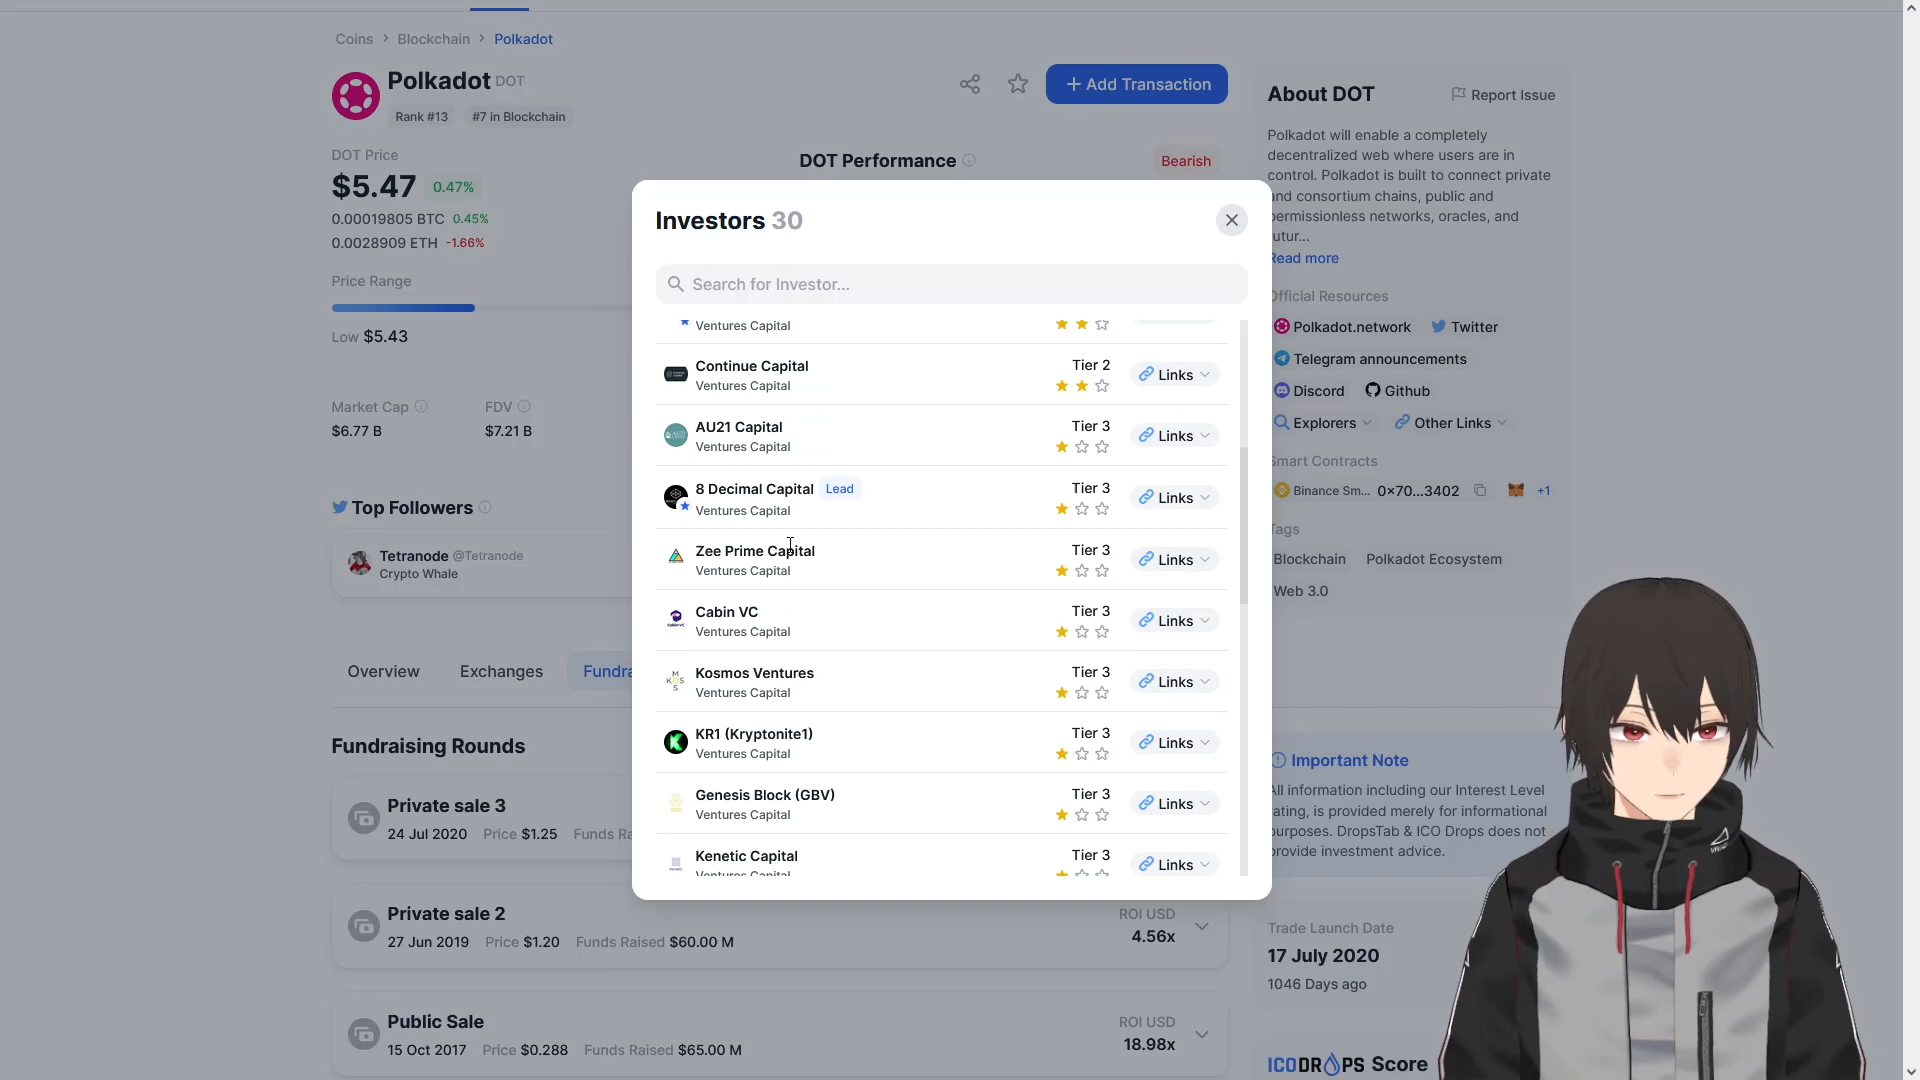 Coins > Blockchain > Polkadot
Polkadot DOT
Rank #13 #7 in Blockchain
+ Add Transaction
DOT Price
$5.47 0.47%
0.00019805 BTC 0.45%
0.0028909 ETH -1.66%
Price Range
Low $5.43
Market Cap FDV
$6.77 B $7.21 B
Top Followers
Tetranode @Tetranode
Crypto Whale
DOT Performance Bearish
Overview Exchanges Fundra
Fundraising Rounds
Private sale 3
24 Jul 2020 Price $1.25 Funds Ra
Private sale 2
27 Jun 2019 Price $1.20 Funds Raised $60.00 M
ROI USD
4.56x
Public Sale
15 Oct 2017 Price $0.288 Funds Raised $65.00 M
ROI USD
18.98x
Investors 30
Search for Investor...
Ventures Capital
Continue Capital
Ventures Capital
Tier 2
Links
AU21 Capital
Ventures Capital
Tier 3
Links
8 Decimal Capital Lead
Ventures Capital
Tier 3
Links
Zee Prime Capital
Ventures Capital
Tier 3
Links
Cabin VC
Ventures Capital
Tier 3
Links
Kosmos Ventures
Ventures Capital
Tier 3
Links
KR1 (Kryptonite1)
Ventures Capital
Tier 3
Links
Genesis Block (GBV)
Ventures Capital
Tier 3
Links
Kenetic Capital
Ventures Capital
Tier 3
Links
About DOT Report Issue
Polkadot will enable a completely
decentralized web where users are in
control. Polkadot is built to connect private
and consortium chains, public and
permissionless networks, oracles, and
utur...
Read more
Official Resources
Polkadot.network Twitter
Telegram announcements
Discord Github
Explorers Other Links
Smart Contracts
Binance Sm... 0x70...3402 +1
Tags
Blockchain Polkadot Ecosystem
Web 3.0
Important Note
All information including our Interest Level
ating, is provided merely for informational
urposes. DropsTab & ICO Drops does not
provide investment advice.
Trade Launch Date
17 July 2020
1046 Days ago
ICODROPS Score